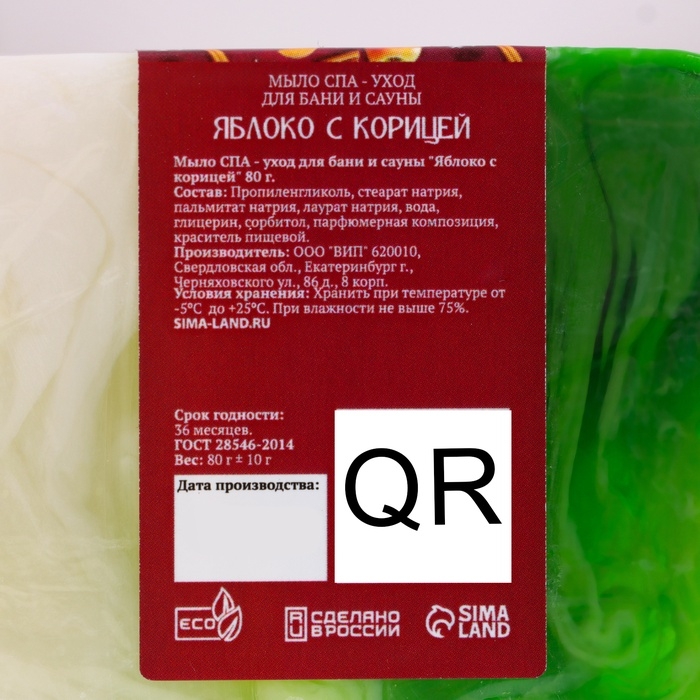 МЫЛО СПА - УХОД
ДЛЯ БАНИ И САУНЫ
ЯБЛОКО С КОРИЦЕЙ
Мыло СПА - уход для бани и сауны "Яблоко с
корицей" 80 г.
Состав: Пропиленгликоль, стеарат натрия,
пальмитат натрия, лаурат натрия, вода,
глицерин, сорбитол, парфюмерная композиция,
краситель пищевой.
Производитель: ООО "ВИП" 620010,
Свердловская обл., Екатеринбург г.,
Черняховского ул., 86 д., 8 корп.
Условия хранения: Хранить при температуре от
-5°С до +25°С. При влажности не выше 75%.
SIMA-LAND.RU
Срок годности:
36 месяцев.
ГОСТ 28546-2014
Вес: 80 г ± 10 г
Дата производства:
QR
ECO
RU СДЕЛАНО
В РОССИИ
SIMA
LAND